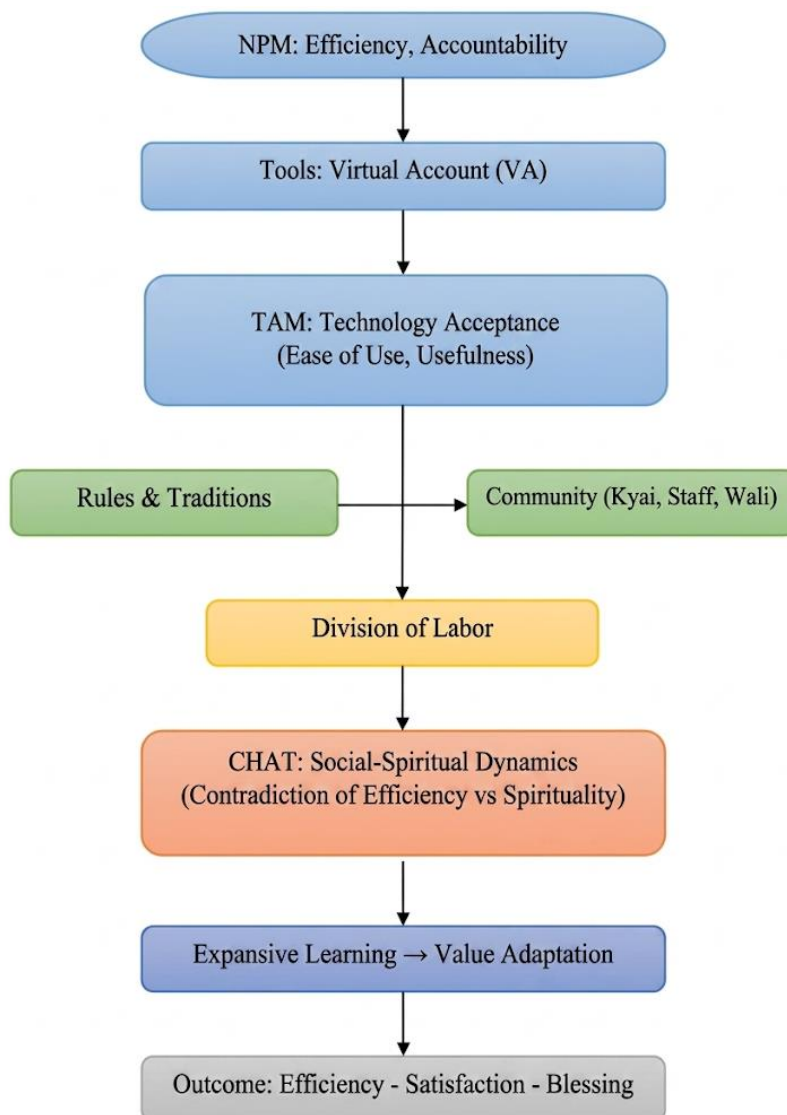 NPM: Efficiency, Accountability
Tools: Virtual Account (VA)
TAM: Technology Acceptance
(Ease of Use, Usefulness)
Rules & Traditions
Community (Kyai, Staff, Wali)
Division of Labor
CHAT: Social-Spiritual Dynamics
(Contradiction of Efficiency vs Spirituality)
Expansive Learning → Value Adaptation
Outcome: Efficiency - Satisfaction - Blessing